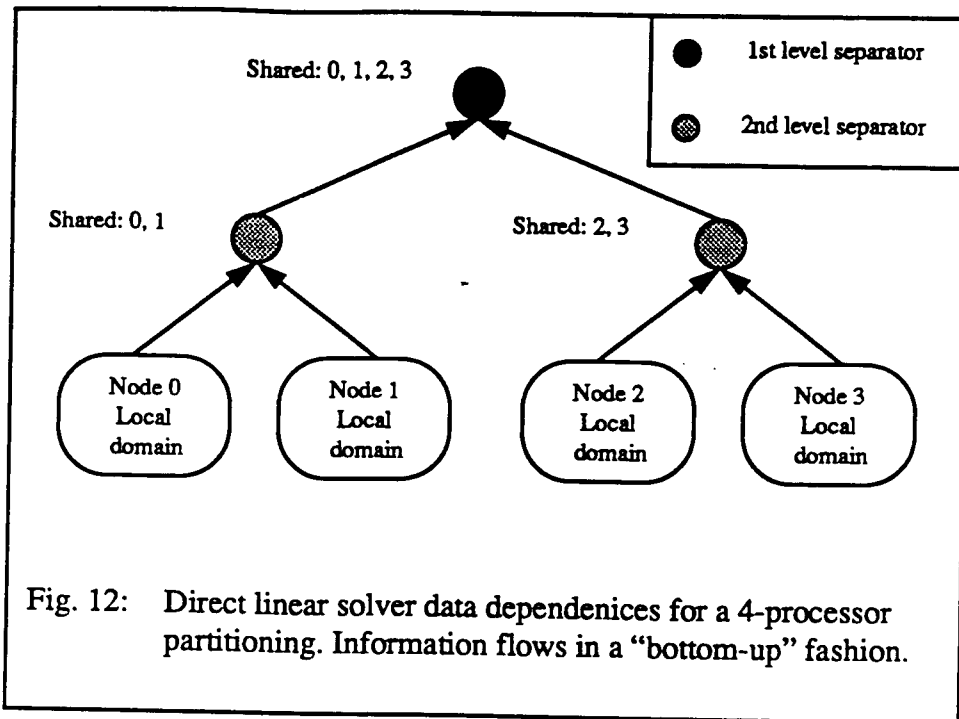 Shared: 0, 1, 2, 3
1st level separator
2nd level separator
Shared: 0, 1
Shared: 2, 3
Node 0
Local
domain
Node 1
Local
domain
Node 2
Local
domain
Node 3
Local
domain
Fig. 12: Direct linear solver data dependenices for a 4-processor
partitioning. Information flows in a “bottom-up” fashion.